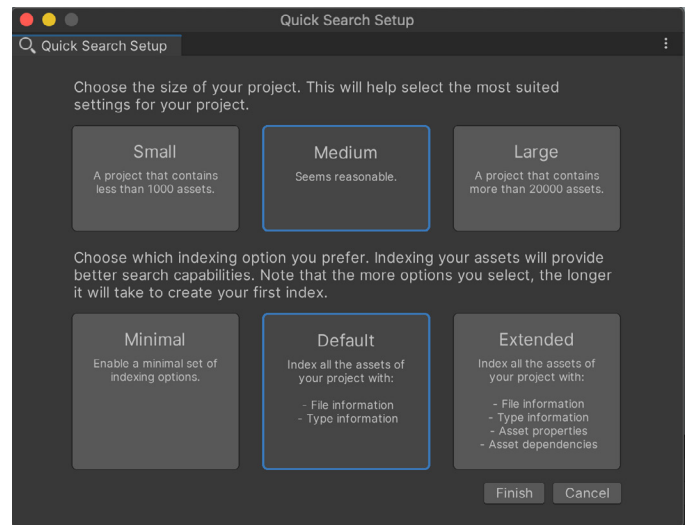 Quick Search Setup
Quick Search Setup
Choose the size of your project. This will help select the most suited
settings for your project.
Small
A project that contains
less than 1000 assets.
Medium
Seems reasonable.
Large
A project that contains
more than 20000 assets.
Choose which indexing option you prefer. Indexing your assets will provide
better search capabilities. Note that the more options you select, the longer
it will take to create your first index.
Minimal
Enable a minimal set of
indexing options.
Default
Index all the assets of
your project with:
- File information
- Type information
Extended
Index all the assets of
your project with:
- File information
- Type information
- Asset properties
- Asset dependencies
Finish
Cancel